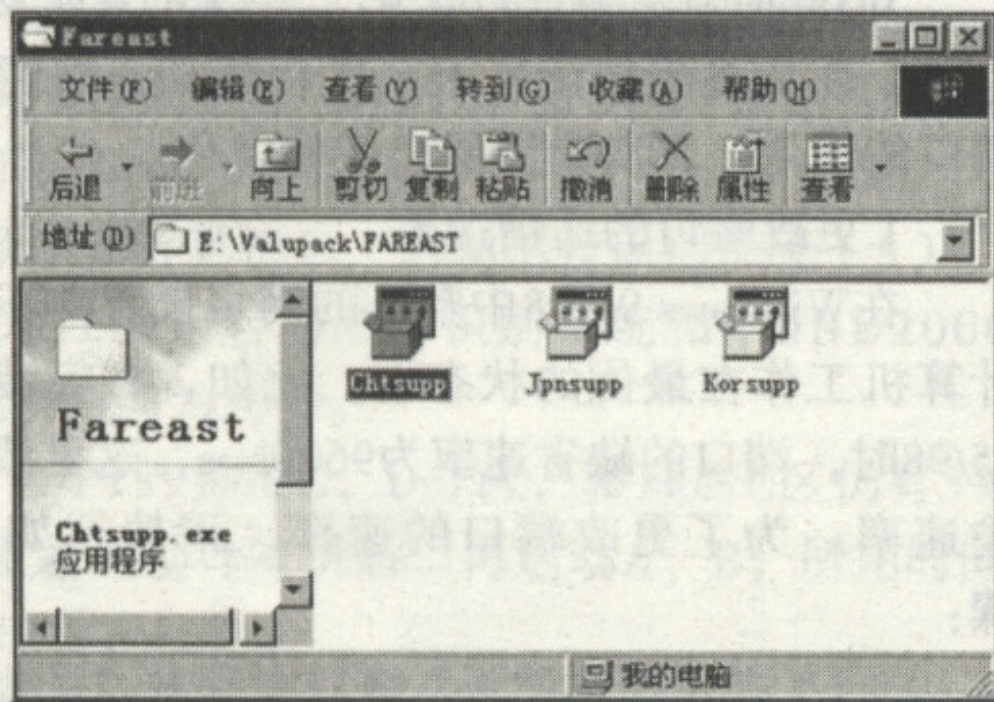 Fareast
文件(F) 编辑(E) 查看(V) 转到(G) 收藏(A) 帮助(H)
后退 前进 向上 剪切 复制 粘贴 撤消 删除 属性 查看
地址(D) E:\Valupack\FAREAST
Chtsupp Jpnsupp Korsupp
Fareast
Chtsupp.exe
应用程序
我的电脑